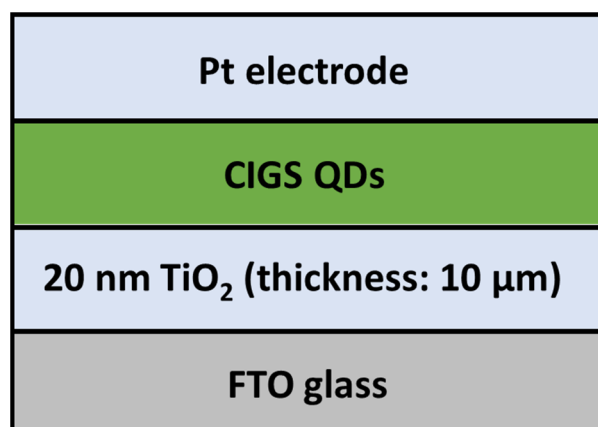 Pt electrode
CIGS QDs
20 nm TiO₂ (thickness: 10 µm)
FTO glass